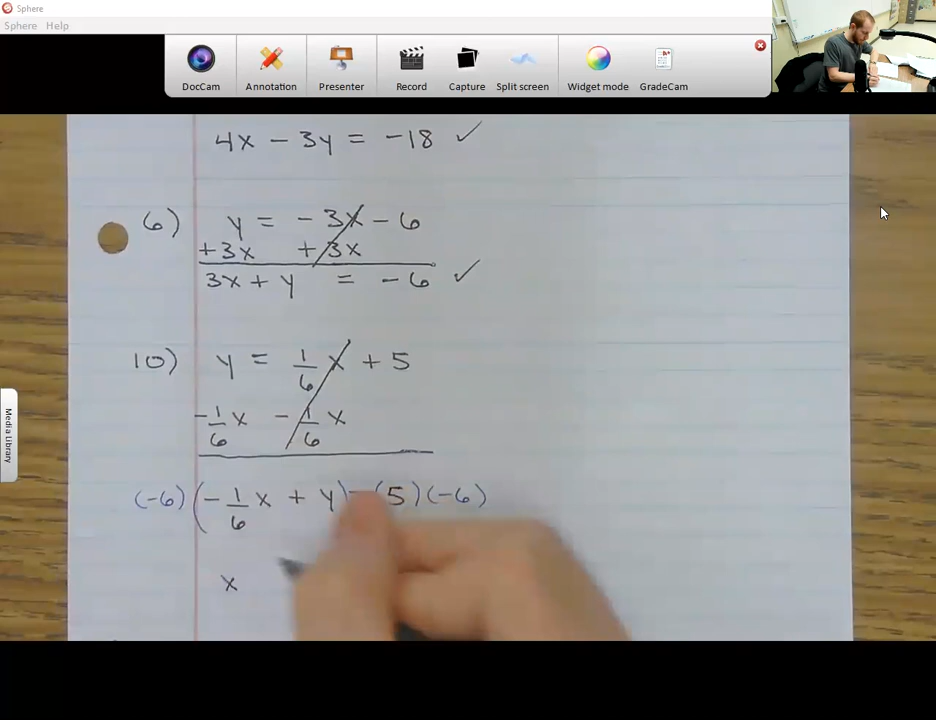 Sphere
Sphere Help
DocCam Annotation Presenter Record Capture Split screen Widget mode GradeCam
Media Library
4x - 3y = -18 ✓
6) y = -3x - 6
+3x +3x
3x + y = -6 ✓
10) y = 1/6 x + 5
-1/6 x - 1/6 x
(-6)(-1/6 x + y) = (5)(-6)
x